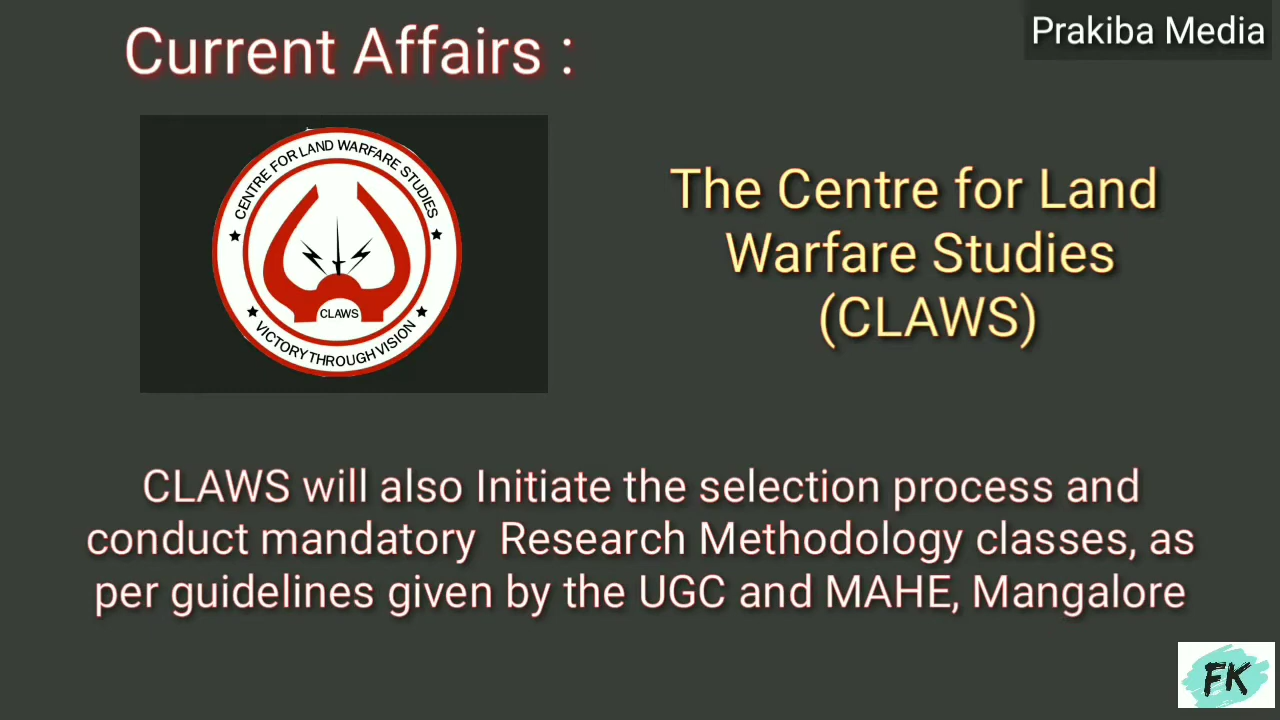 Prakiba Media
Current Affairs :
CENTRE FOR LAND WARFARE STUDIES
CLAWS
VICTORY THROUGH VISION
The Centre for Land
Warfare Studies
(CLAWS)
CLAWS will also Initiate the selection process and
conduct mandatory  Research Methodology classes, as
per guidelines given by the UGC and MAHE, Mangalore
FK